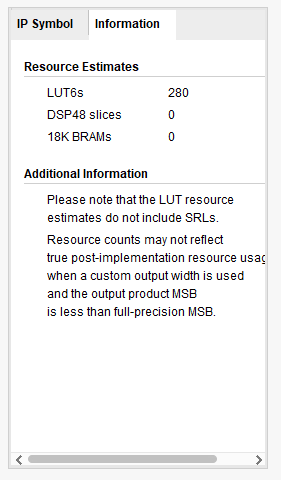 IP Symbol Information
Resource Estimates
LUT6s 280
DSP48 slices 0
18K BRAMs 0
Additional Information
Please note that the LUT resource
estimates do not include SRLs.
Resource counts may not reflect
true post-implementation resource usag
when a custom output width is used
and the output product MSB
is less than full-precision MSB.